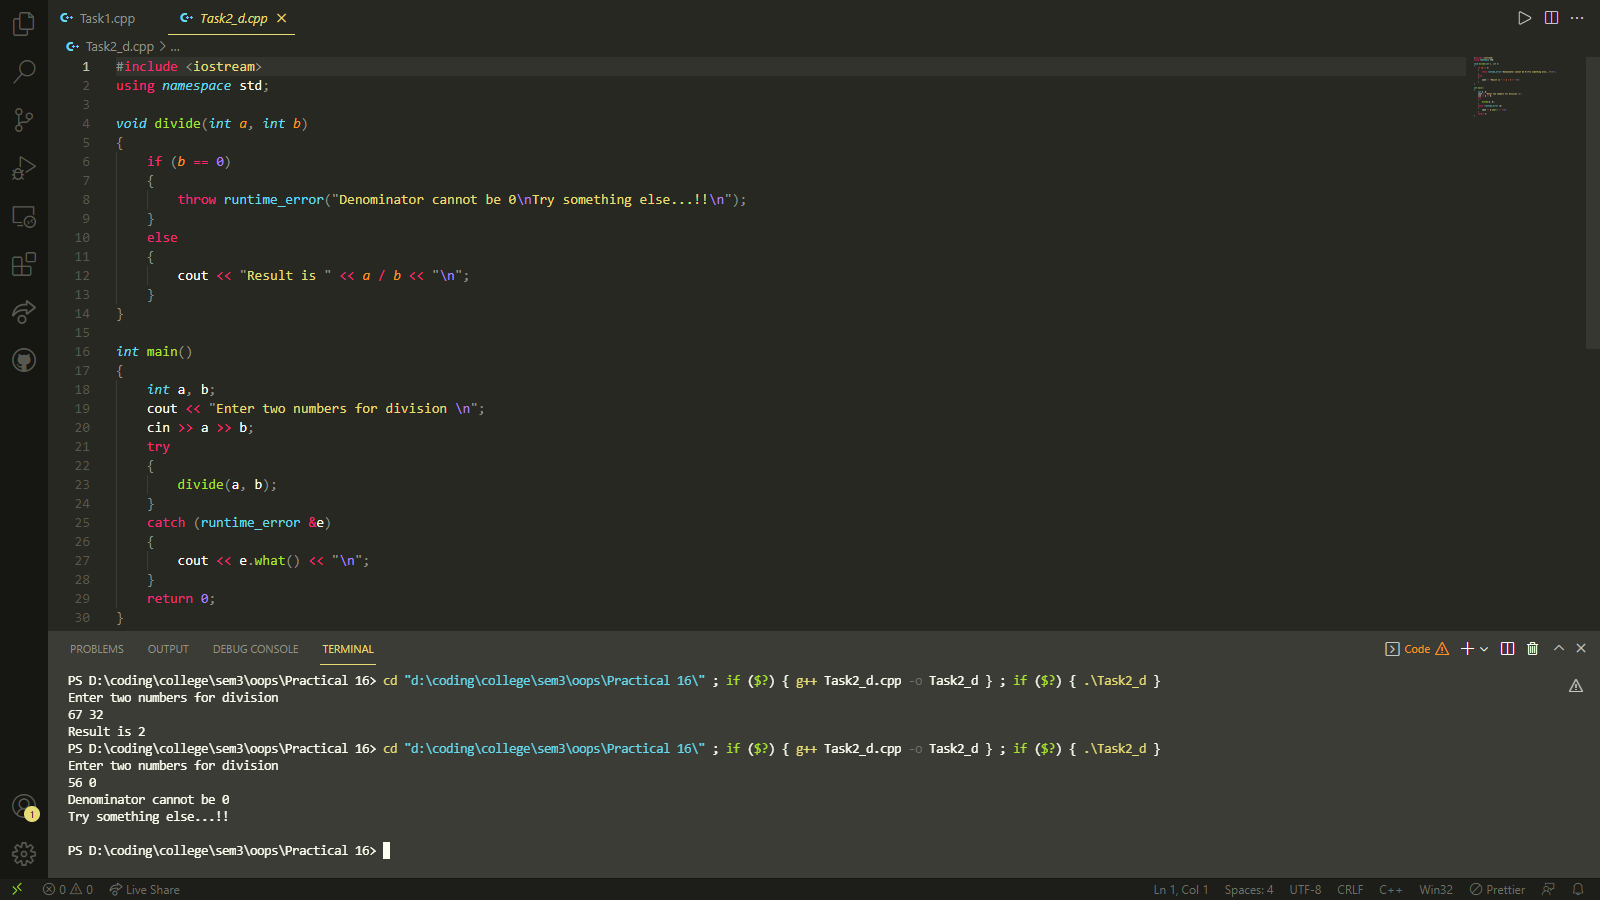 Task1.cpp
Task2_d.cpp
Task2_d.cpp > ...
1 #include <iostream>
2 using namespace std;
3
4 void divide(int a, int b)
5 {
6 if (b == 0)
7 {
8 throw runtime_error("Denominator cannot be 0\nTry something else...!!\n");
9 }
10 else
11 {
12 cout << "Result is " << a / b << "\n";
13 }
14 }
15
16 int main()
17 {
18 int a, b;
19 cout << "Enter two numbers for division \n";
20 cin >> a >> b;
21 try
22 {
23 divide(a, b);
24 }
25 catch (runtime_error &e)
26 {
27 cout << e.what() << "\n";
28 }
29 return 0;
30 }
PROBLEMS OUTPUT DEBUG CONSOLE TERMINAL
Code
PS D:\coding\college\sem3\oops\Practical 16> cd "d:\coding\college\sem3\oops\Practical 16\" ; if ($?) { g++ Task2_d.cpp -o Task2_d } ; if ($?) { .\Task2_d }
Enter two numbers for division
67 32
Result is 2
PS D:\coding\college\sem3\oops\Practical 16> cd "d:\coding\college\sem3\oops\Practical 16\" ; if ($?) { g++ Task2_d.cpp -o Task2_d } ; if ($?) { .\Task2_d }
Enter two numbers for division
56 0
Denominator cannot be 0
Try something else...!!
PS D:\coding\college\sem3\oops\Practical 16>
1
0 0 Live Share Ln 1, Col 1 Spaces: 4 UTF-8 CRLF C++ Win32 Prettier